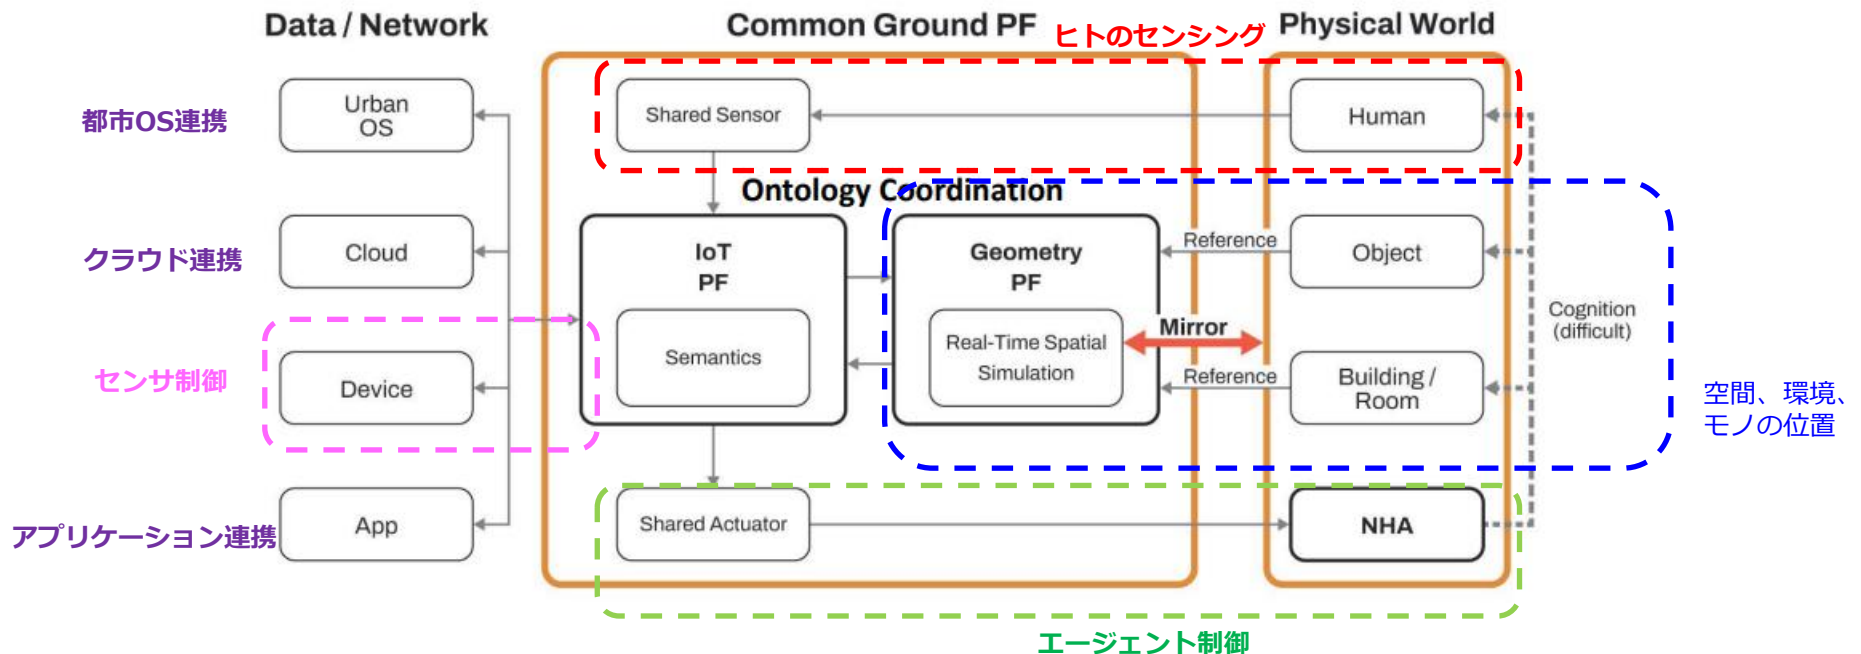 Data / Network
Common Ground PF
Physical World
ヒトのセンシング
都市OS連携
Urban
OS
Shared Sensor
Human
Ontology Coordination
クラウド連携
Cloud
IoT
PF
Geometry
PF
Reference
Object
Semantics
Real-Time Spatial
Simulation
Mirror
Cognition
(difficult)
センサ制御
Device
Reference
Building /
Room
空間、環境、
モノの位置
アプリケーション連携
App
Shared Actuator
NHA
エージェント制御